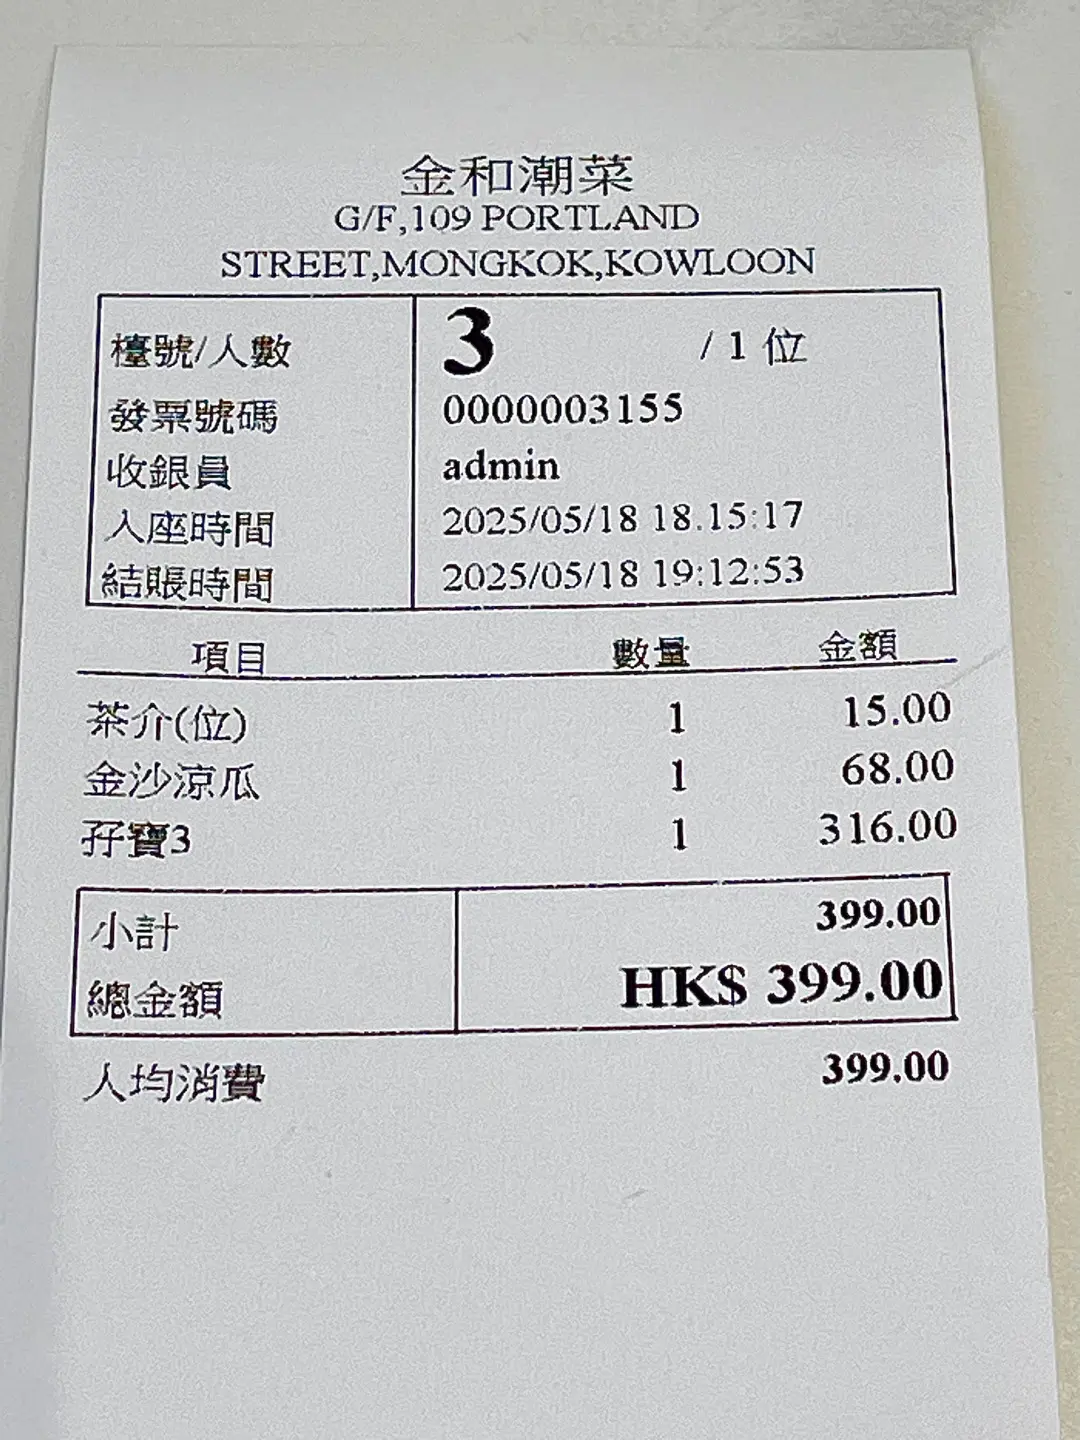 金和潮菜
G/F,109 PORTLAND
STREET,MONGKOK,KOWLOON
檯號/人數 3 / 1 位
發票號碼 0000003155
收銀員 admin
入座時間 2025/05/18 18:15:17
結賬時間 2025/05/18 19:12:53
項目 數量 金額
茶介(位) 1 15.00
金沙涼瓜 1 68.00
孖寶3 1 316.00
小計 399.00
總金額 HK$ 399.00
人均消費 399.00